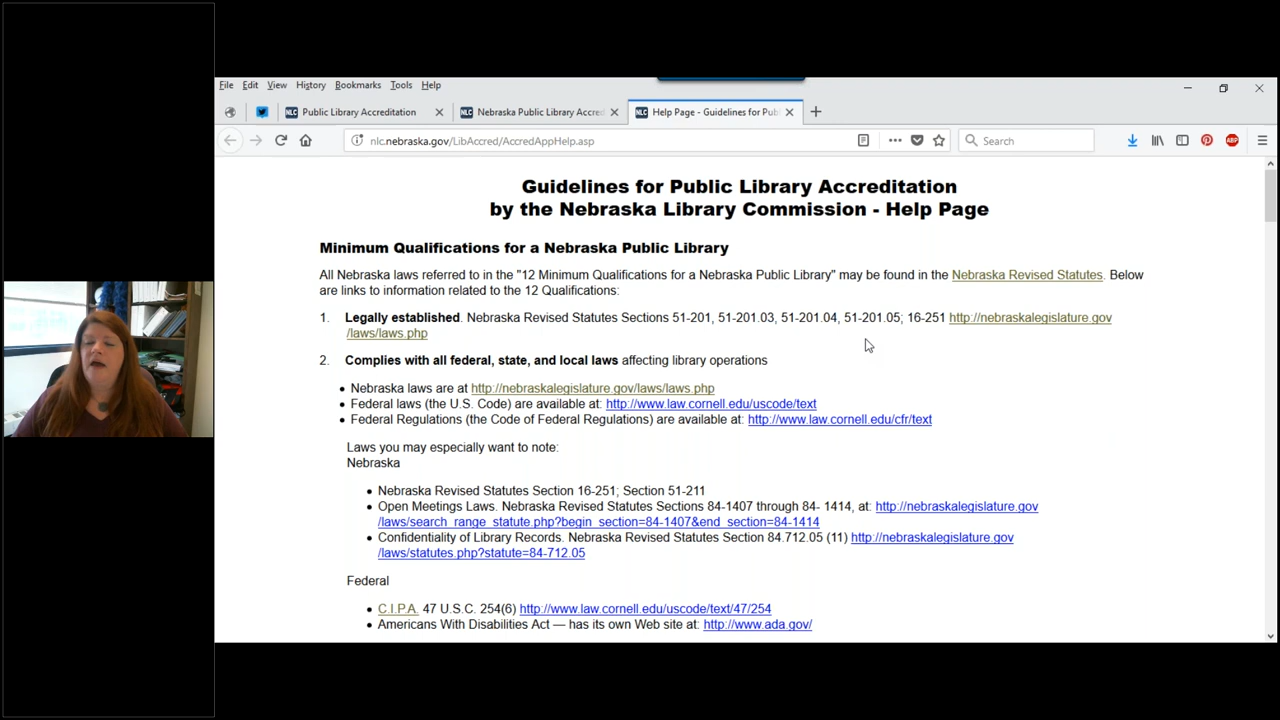 File Edit View History Bookmarks Tools Help
NLC Public Library Accreditation
NLC Nebraska Public Library Accred
NLC Help Page - Guidelines for Pub
nlc.nebraska.gov/LibAccred/AccredAppHelp.asp
Search
ABP
Guidelines for Public Library Accreditation
by the Nebraska Library Commission - Help Page
Minimum Qualifications for a Nebraska Public Library
All Nebraska laws referred to in the "12 Minimum Qualifications for a Nebraska Public Library" may be found in the Nebraska Revised Statutes. Below
are links to information related to the 12 Qualifications:
1. Legally established. Nebraska Revised Statutes Sections 51-201, 51-201.03, 51-201.04, 51-201.05; 16-251 http://nebraskalegislature.gov
/laws/laws.php
2. Complies with all federal, state, and local laws affecting library operations
• Nebraska laws are at http://nebraskalegislature.gov/laws/laws.php
• Federal laws (the U.S. Code) are available at: http://www.law.cornell.edu/uscode/text
• Federal Regulations (the Code of Federal Regulations) are available at: http://www.law.cornell.edu/cfr/text
Laws you may especially want to note:
Nebraska
• Nebraska Revised Statutes Section 16-251; Section 51-211
• Open Meetings Laws. Nebraska Revised Statutes Sections 84-1407 through 84- 1414, at: http://nebraskalegislature.gov
/laws/search_range_statute.php?begin_section=84-1407&end_section=84-1414
• Confidentiality of Library Records. Nebraska Revised Statutes Section 84.712.05 (11) http://nebraskalegislature.gov
/laws/statutes.php?statute=84-712.05
Federal
• C.I.P.A. 47 U.S.C. 254(6) http://www.law.cornell.edu/uscode/text/47/254
• Americans With Disabilities Act — has its own Web site at: http://www.ada.gov/